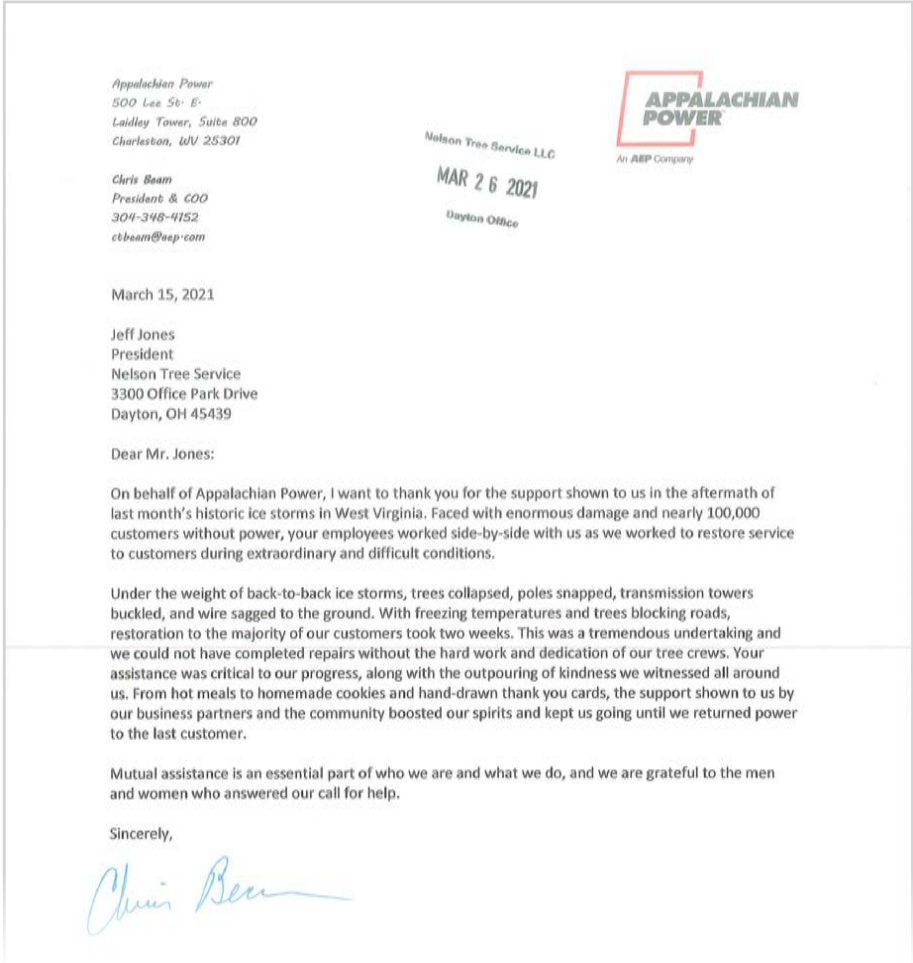 Appalachian Power
500 Lee St. E.
Laidley Tower, Suite 800
Charleston, WV 25301
Chris Beam
President & COO
304-348-4152
ctbeam@aep.com
Nelson Tree Service LLC
MAR 26 2021
Dayton Office
APPALACHIAN
POWER
An AEP Company
March 15, 2021
Jeff Jones
President
Nelson Tree Service
3300 Office Park Drive
Dayton, OH 45439
Dear Mr. Jones:
On behalf of Appalachian Power, I want to thank you for the support shown to us in the aftermath of
last month's historic ice storms in West Virginia. Faced with enormous damage and nearly 100,000
customers without power, your employees worked side-by-side with us as we worked to restore service
to customers during extraordinary and difficult conditions.
Under the weight of back-to-back ice storms, trees collapsed, poles snapped, transmission towers
buckled, and wire sagged to the ground. With freezing temperatures and trees blocking roads,
restoration to the majority of our customers took two weeks. This was a tremendous undertaking and
we could not have completed repairs without the hard work and dedication of our tree crews. Your
assistance was critical to our progress, along with the outpouring of kindness we witnessed all around
us. From hot meals to homemade cookies and hand-drawn thank you cards, the support shown to us by
our business partners and the community boosted our spirits and kept us going until we returned power
to the last customer.
Mutual assistance is an essential part of who we are and what we do, and we are grateful to the men
and women who answered our call for help.
Sincerely,
Chris Beam